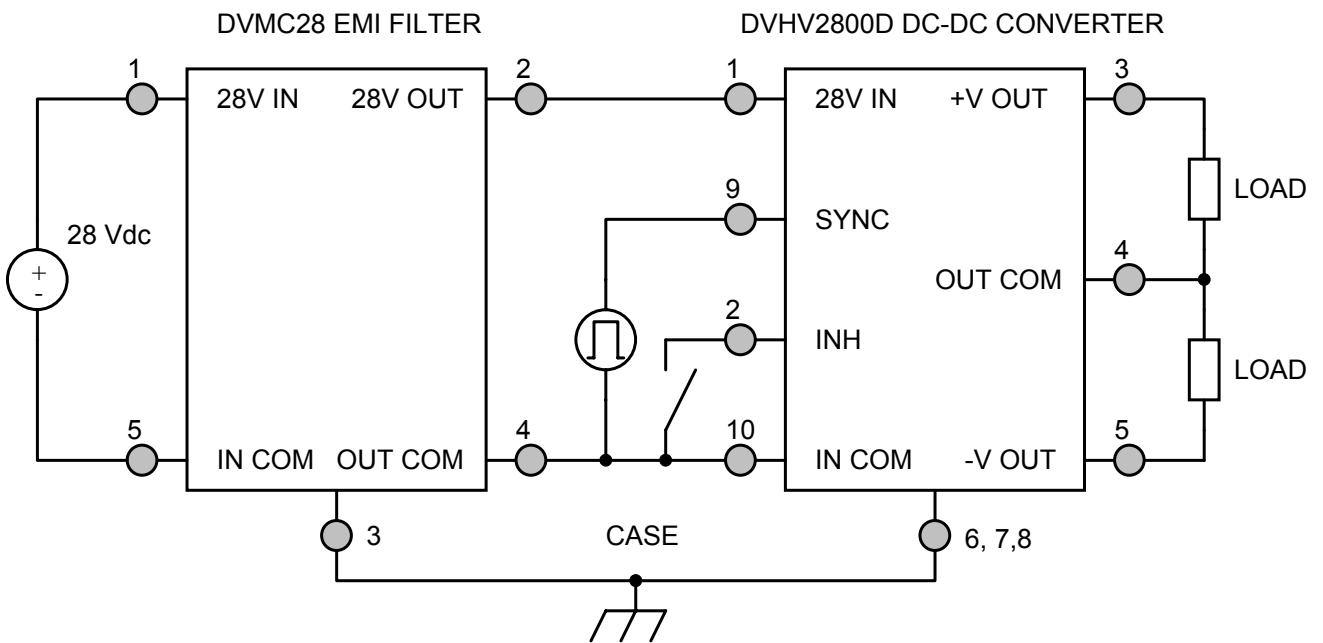 DVMC28 EMI FILTER
DVHV2800D DC-DC CONVERTER
1
28V IN
28V OUT
2
1
28V IN
+V OUT
3
LOAD
9
SYNC
28 Vdc
+
-
4
OUT COM
2
INH
LOAD
5
IN COM
OUT COM
4
10
IN COM
-V OUT
5
3
CASE
6, 7,8